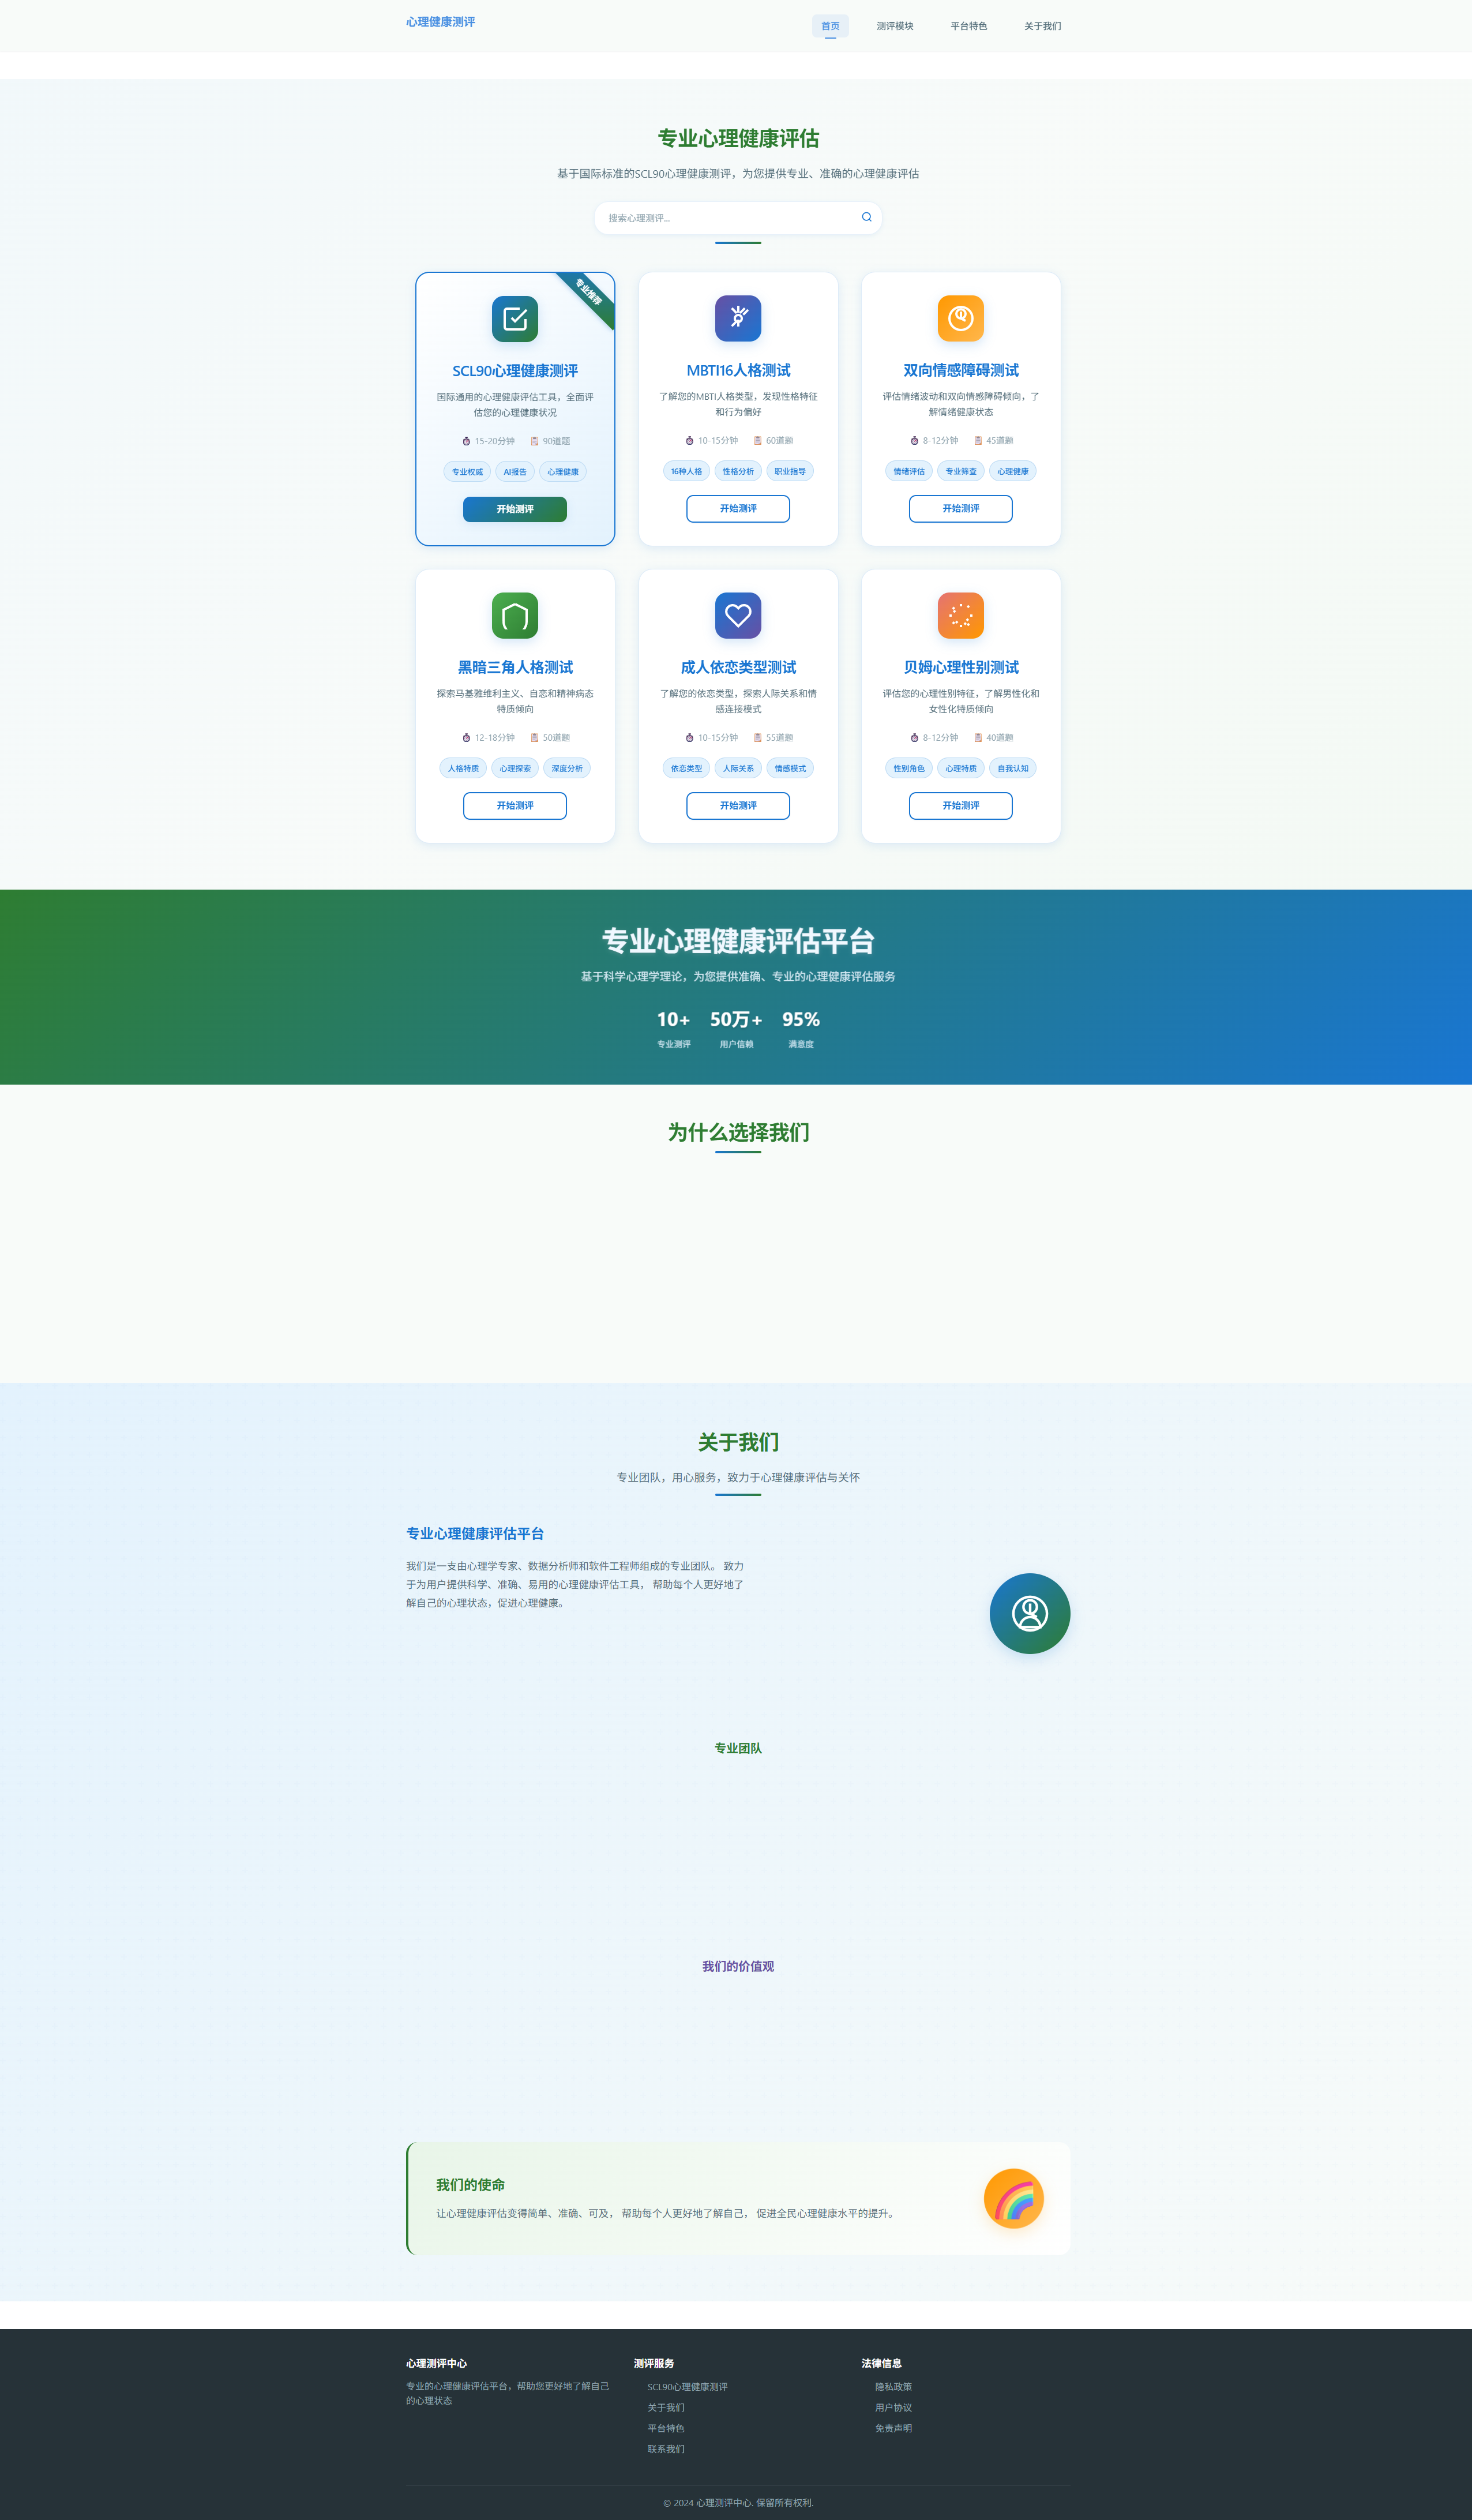 心理健康测评
首页
测评模块
平台特色
关于我们
专业心理健康评估
基于国际标准的SCL90心理健康测评，为您提供专业、准确的心理健康评估
搜索心理测评...
专业推荐
SCL90心理健康测评
国际通用的心理健康评估工具，全面评
估您的心理健康状况
15-20分钟
90道题
专业权威
AI报告
心理健康
开始测评
MBTI16人格测试
了解您的MBTI人格类型，发现性格特征
和行为偏好
10-15分钟
60道题
16种人格
性格分析
职业指导
开始测评
双向情感障碍测试
评估情绪波动和双向情感障碍倾向，了
解情绪健康状态
8-12分钟
45道题
情绪评估
专业筛查
心理健康
开始测评
黑暗三角人格测试
探索马基雅维利主义、自恋和精神病态
特质倾向
12-18分钟
50道题
人格特质
心理探索
深度分析
开始测评
成人依恋类型测试
了解您的依恋类型，探索人际关系和情
感连接模式
10-15分钟
55道题
依恋类型
人际关系
情感模式
开始测评
贝姆心理性别测试
评估您的心理性别特征，了解男性化和
女性化特质倾向
8-12分钟
40道题
性别角色
心理特质
自我认知
开始测评
专业心理健康评估平台
基于科学心理学理论，为您提供准确、专业的心理健康评估服务
10+
专业测评
50万+
用户信赖
95%
满意度
为什么选择我们
关于我们
专业团队，用心服务，致力于心理健康评估与关怀
专业心理健康评估平台
我们是一支由心理学专家、数据分析师和软件工程师组成的专业团队。 致力
于为用户提供科学、准确、易用的心理健康评估工具， 帮助每个人更好地了
解自己的心理状态，促进心理健康。
专业团队
我们的价值观
我们的使命
让心理健康评估变得简单、准确、可及， 帮助每个人更好地了解自己， 促进全民心理健康水平的提升。
心理测评中心
专业的心理健康评估平台，帮助您更好地了解自己
的心理状态
测评服务
SCL90心理健康测评
关于我们
平台特色
联系我们
法律信息
隐私政策
用户协议
免责声明
© 2024 心理测评中心. 保留所有权利.